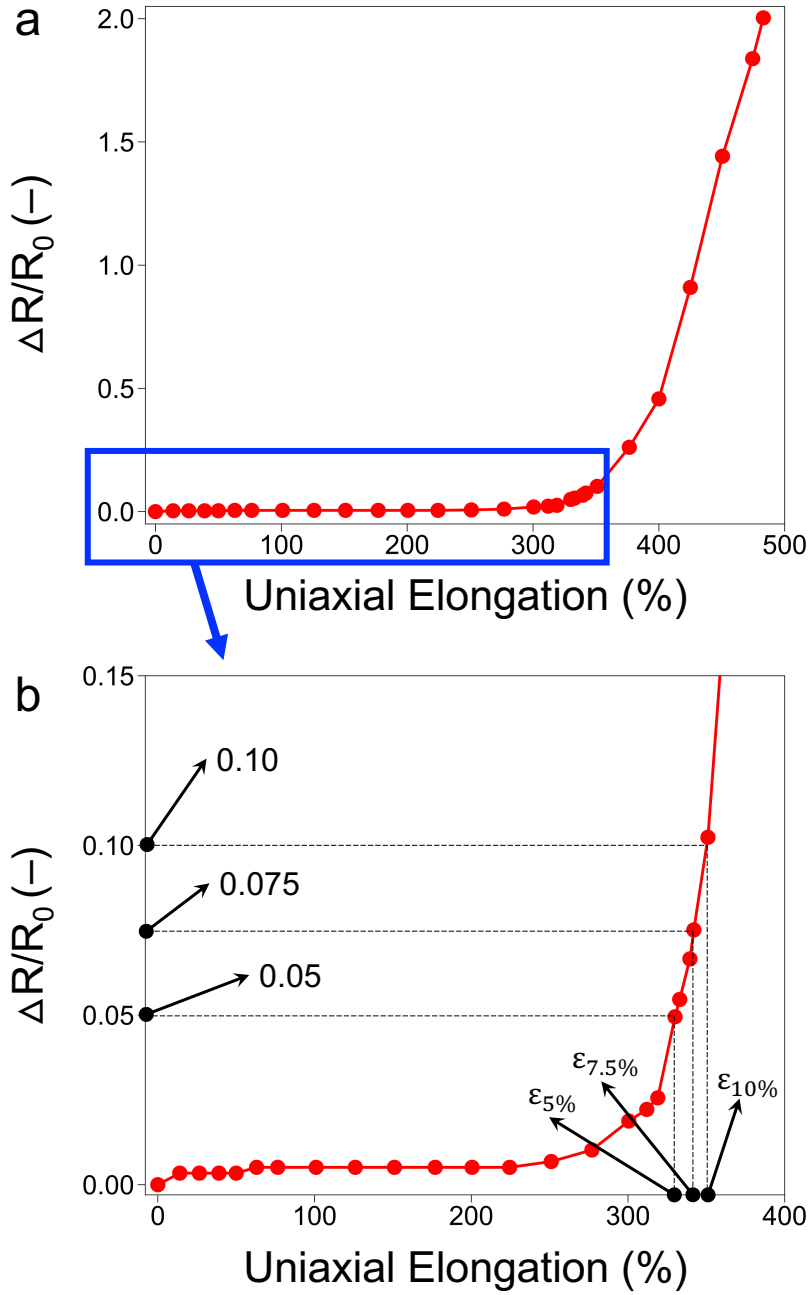 a
2.0
1.5
1.0
0.5
0.0
ΔR/R₀ (–)
0 100 200 300 400 500
Uniaxial Elongation (%)
b
0.15
0.10
0.05
0.00
ΔR/R₀ (–)
0.10
0.075
0.05
ε₅%
ε₇.₅%
ε₁₀%
0 100 200 300 400
Uniaxial Elongation (%)